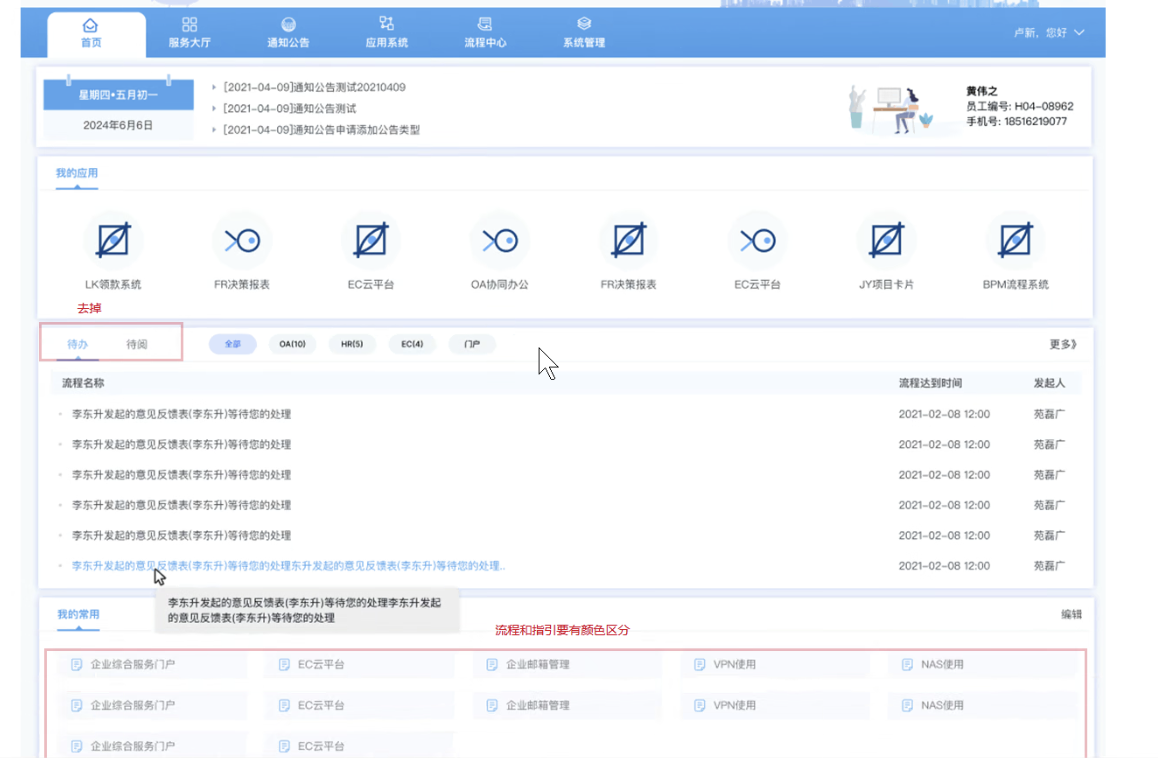 首页 服务大厅 通知公告 应用系统 流程中心 系统管理 卢新，您好
星期四•五月初一
2024年6月6日
[2021-04-09]通知公告测试20210409
[2021-04-09]通知公告测试
[2021-04-09]通知公告申请添加公告类型
黄伟之
员工编号: H04-08962
手机号: 18516219077
我的应用
LK领款系统 FR决策报表 EC云平台 OA协同办公 FR决策报表 EC云平台 JY项目卡片 BPM流程系统
去掉
待办 待阅 全部 OA(10) HR(5) EC(4) 门户 更多》
流程名称 流程达到时间 发起人
李东升发起的意见反馈表(李东升)等待您的处理 2021-02-08 12:00 苑磊广
李东升发起的意见反馈表(李东升)等待您的处理 2021-02-08 12:00 苑磊广
李东升发起的意见反馈表(李东升)等待您的处理 2021-02-08 12:00 苑磊广
李东升发起的意见反馈表(李东升)等待您的处理 2021-02-08 12:00 苑磊广
李东升发起的意见反馈表(李东升)等待您的处理 2021-02-08 12:00 苑磊广
李东升发起的意见反馈表(李东升)等待您的处理东升发起的意见反馈表(李东升)等待您的处理.. 2021-02-08 12:00 苑磊广
李东升发起的意见反馈表(李东升)等待您的处理李东升发起
的意见反馈表(李东升)等待您的处理
我的常用 编辑
流程和指引要有颜色区分
企业综合服务门户 EC云平台 企业邮箱管理 VPN使用 NAS使用
企业综合服务门户 EC云平台 企业邮箱管理 VPN使用 NAS使用
企业综合服务门户 EC云平台